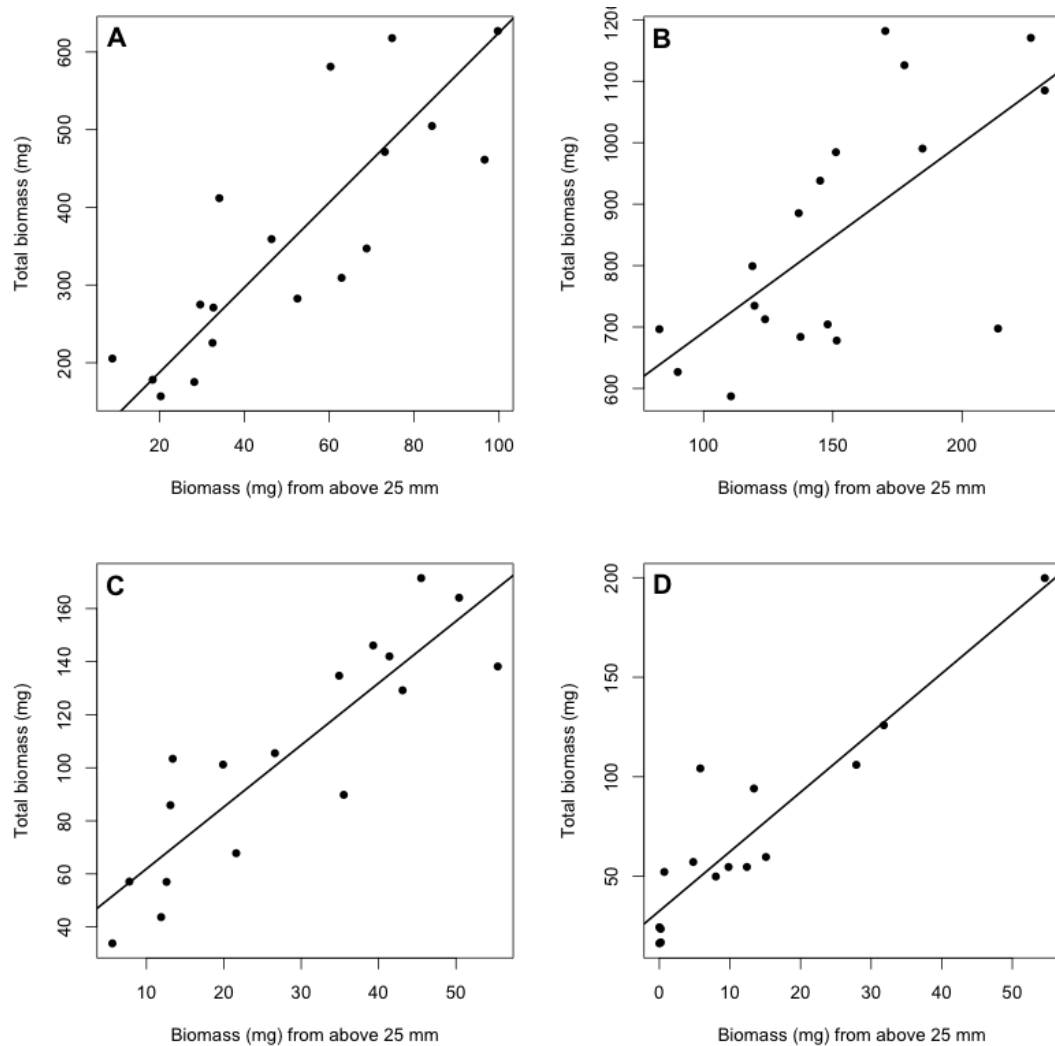 A
Total biomass (mg)
600
500
400
300
200
20 40 60 80 100
Biomass (mg) from above 25 mm
B
Total biomass (mg)
1200
1100
1000
900
800
700
600
100 150 200
Biomass (mg) from above 25 mm
C
Total biomass (mg)
160
140
120
100
80
60
40
10 20 30 40 50
Biomass (mg) from above 25 mm
D
Total biomass (mg)
200
150
100
50
0 10 20 30 40 50
Biomass (mg) from above 25 mm